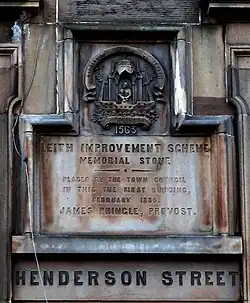 1563
LEITH IMPROVEMENT SCHEME
MEMORIAL STONE
PLACED BY THE TOWN COUNCIL
IN THIS THE FIRST BUILDING,
FEBRUARY 1885.
JAMES PRINGLE, PROVOST.
HENDERSON STREET